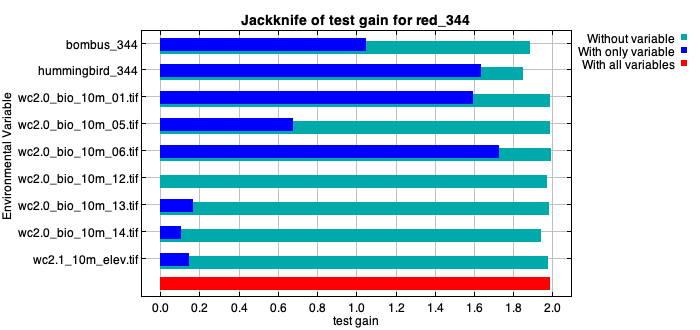 Jackknife of test gain for red_344
Without variable
With only variable
With all variables
Environmental Variable
bombus_344
hummingbird_344
wc2.0_bio_10m_01.tif
wc2.0_bio_10m_05.tif
wc2.0_bio_10m_06.tif
wc2.0_bio_10m_12.tif
wc2.0_bio_10m_13.tif
wc2.0_bio_10m_14.tif
wc2.1_10m_elev.tif
0.0 0.2 0.4 0.6 0.8 1.0 1.2 1.4 1.6 1.8 2.0
test gain